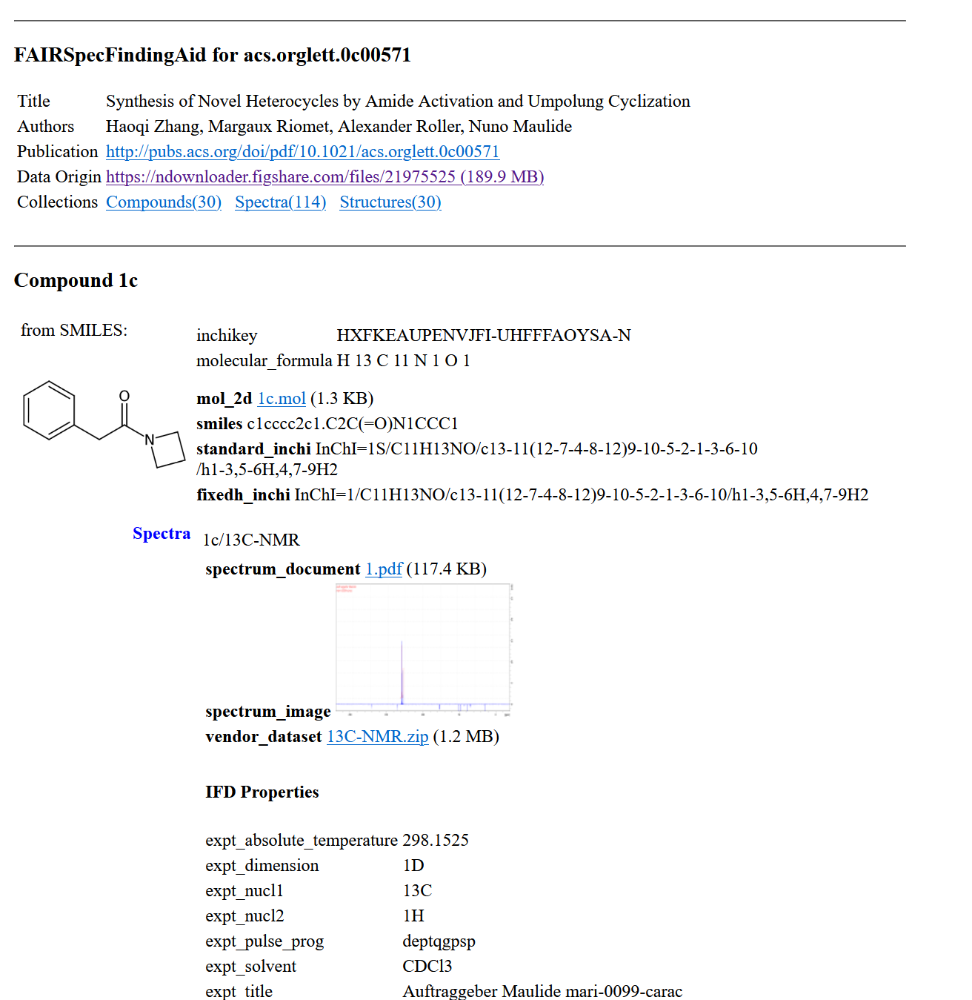 FAIRSpecFindingAid for acs.orglett.0c00571
Title Synthesis of Novel Heterocycles by Amide Activation and Umpolung Cyclization
Authors Haoqi Zhang, Margaux Riomet, Alexander Roller, Nuno Maulide
Publication http://pubs.acs.org/doi/pdf/10.1021/acs.orglett.0c00571
Data Origin https://ndownloader.figshare.com/files/21975525 (189.9 MB)
Collections Compounds(30) Spectra(114) Structures(30)
Compound 1c
from SMILES:
inchikey HXFKEAUPENVJFI-UHFFFAOYSA-N
molecular_formula H 13 C 11 N 1 O 1
O
N
mol_2d 1c.mol (1.3 KB)
smiles c1cccc2c1.C2C(=O)N1CCC1
standard_inchi InChI=1S/C11H13NO/c13-11(12-7-4-8-12)9-10-5-2-1-3-6-10
/h1-3,5-6H,4,7-9H2
fixedh_inchi InChI=1/C11H13NO/c13-11(12-7-4-8-12)9-10-5-2-1-3-6-10/h1-3,5-6H,4,7-9H2
Spectra 1c/13C-NMR
spectrum_document 1.pdf (117.4 KB)
spectrum_image
vendor_dataset 13C-NMR.zip (1.2 MB)
IFD Properties
expt_absolute_temperature 298.1525
expt_dimension 1D
expt_nucl1 13C
expt_nucl2 1H
expt_pulse_prog deptqgpsp
expt_solvent CDCl3
expt_title Auftraggeber Maulide mari-0099-carac